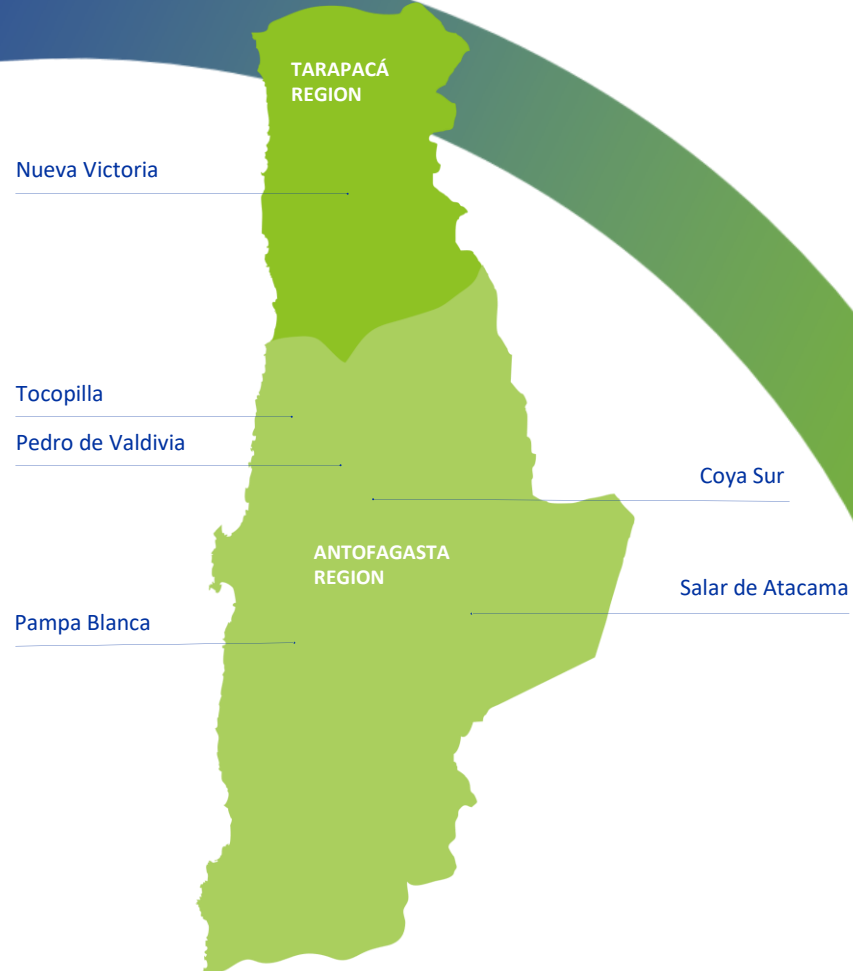 TARAPACÁ
REGION
Nueva Victoria
Tocopilla
Pedro de Valdivia
Coya Sur
ANTOFAGASTA
REGION
Salar de Atacama
Pampa Blanca